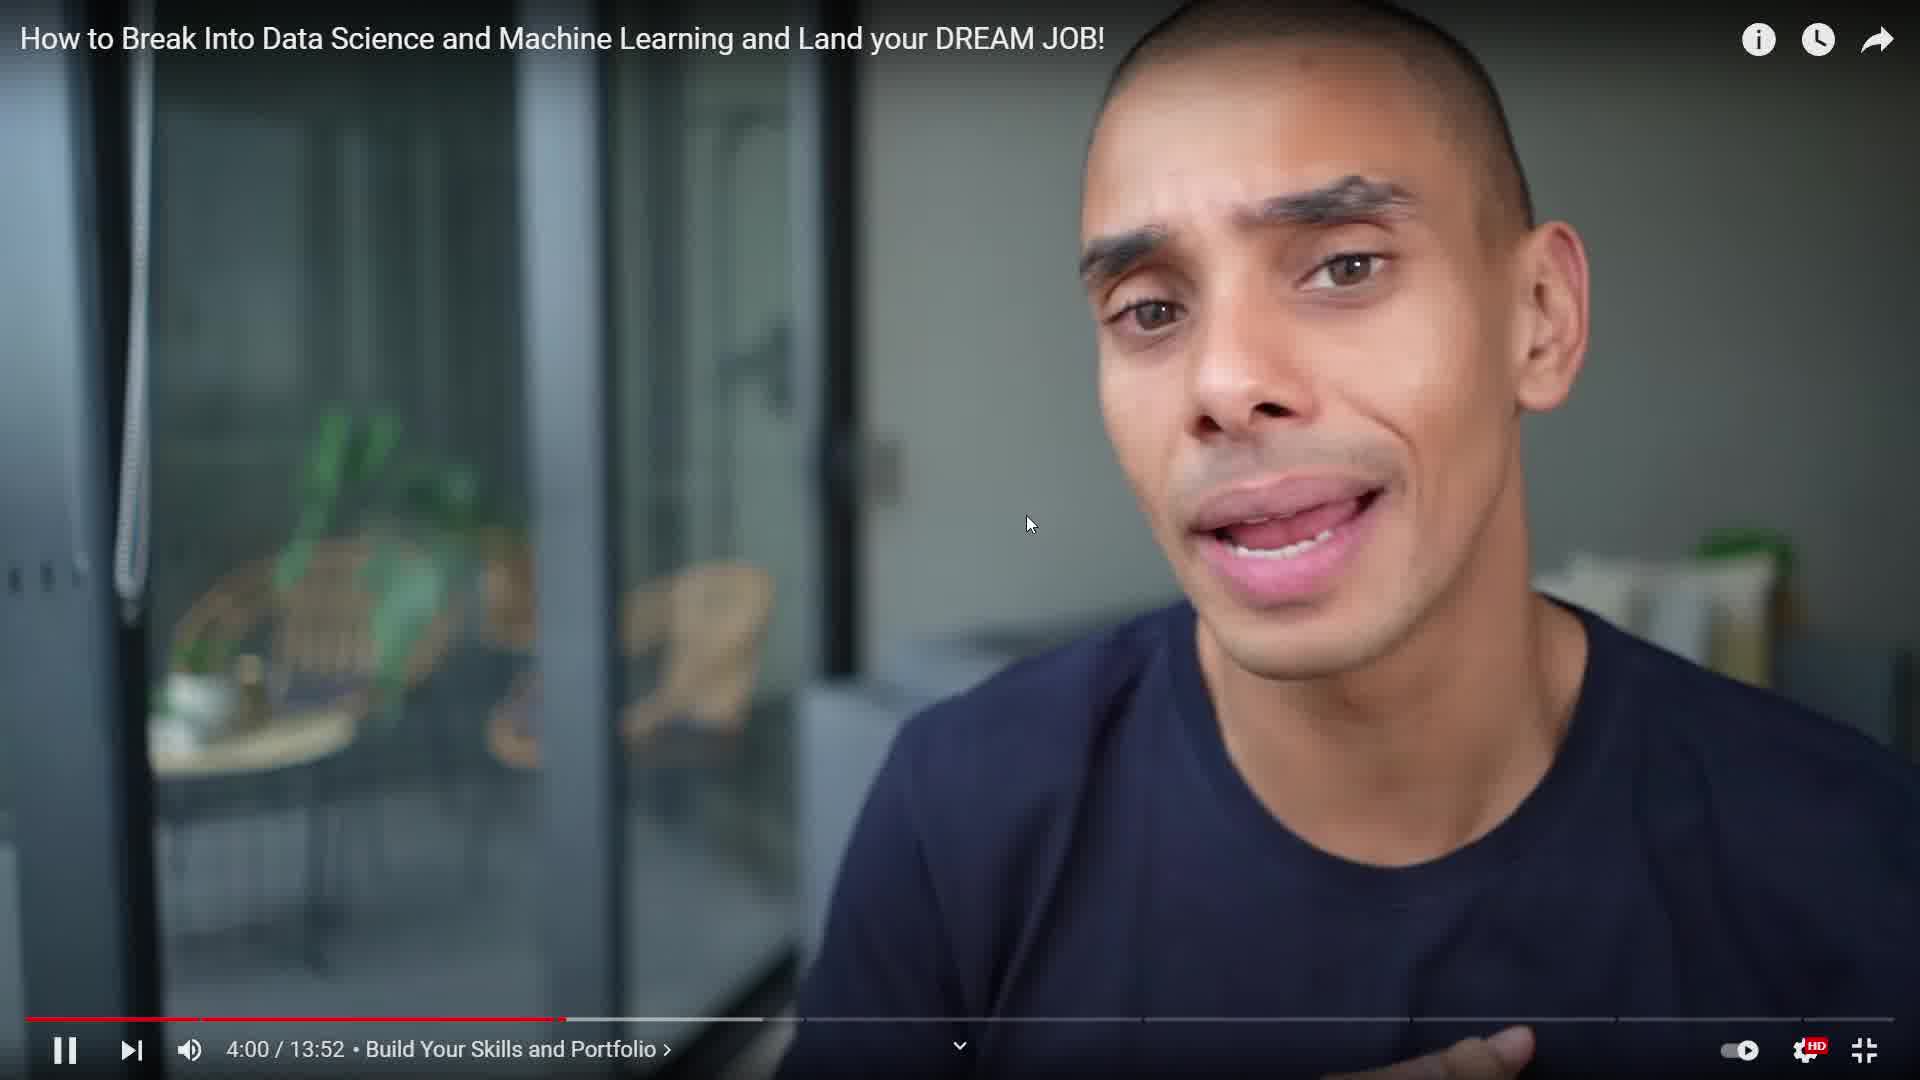 How to Break Into Data Science and Machine Learning and Land your DREAM JOB!
4:00 / 13:52 • Build Your Skills and Portfolio
HD